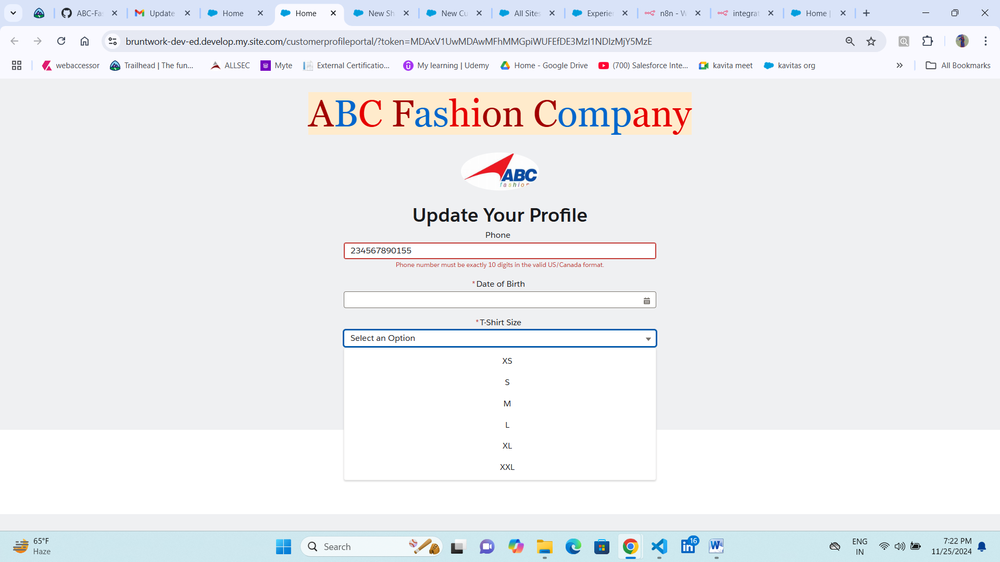 ABC-Fas
Update
Home
Home
New Sh
New Cu
All Sites
Experien
n8n - W
integrat
Home |
bruntwork-dev-ed.develop.my.site.com/customerprofileportal/?token=MDAxV1UwMDAwMFhMMGpiWUFEfDE3MzI1NDIzMjY5MzE
webaccessor
Trailhead | The fun...
ALLSEC
Myte
External Certificatio...
My learning | Udemy
Home - Google Drive
(700) Salesforce Inte...
kavita meet
kavitas org
All Bookmarks
ABC Fashion Company
ABC
fashion
Update Your Profile
Phone
234567890155
Phone number must be exactly 10 digits in the valid US/Canada format.
*Date of Birth
*T-Shirt Size
Select an Option
XS
S
M
L
XL
XXL
65°F
Haze
Search
16
ENG
IN
7:22 PM
11/25/2024